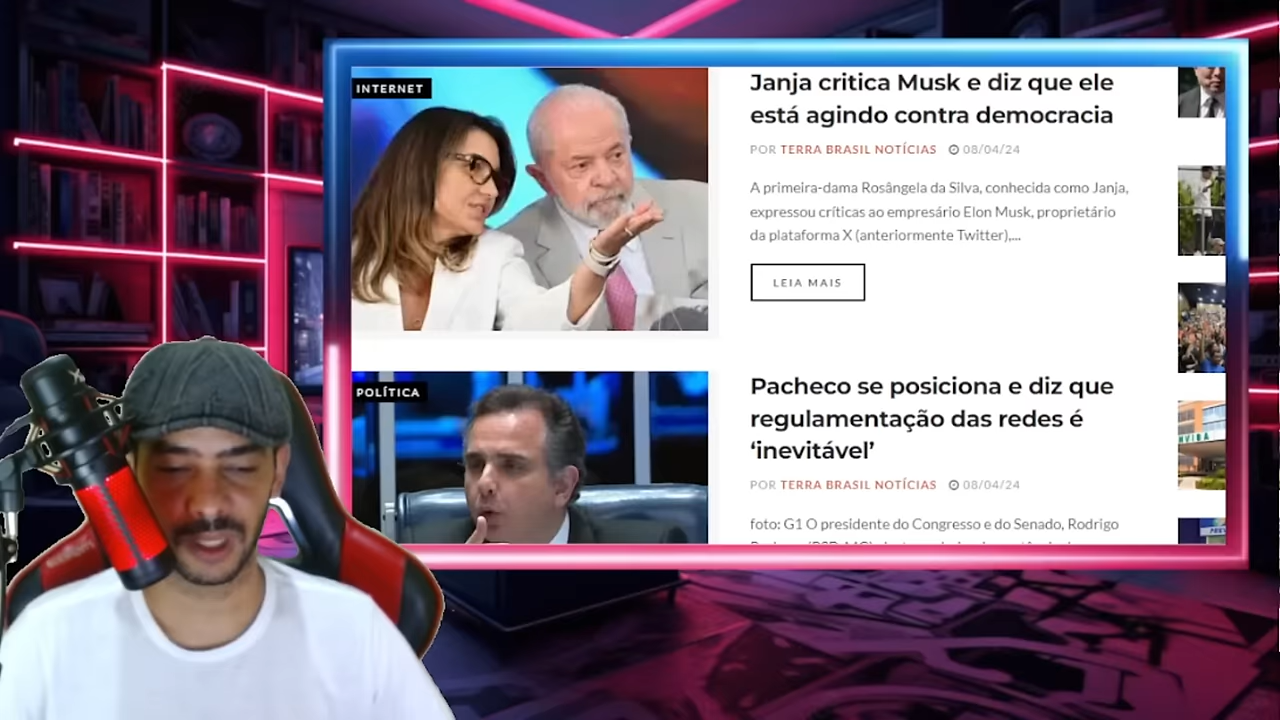 INTERNET
Janja critica Musk e diz que ele
está agindo contra democracia
POR TERRA BRASIL NOTÍCIAS 08/04/24
A primeira-dama Rosângela da Silva, conhecida como Janja,
expressou críticas ao empresário Elon Musk, proprietário
da plataforma X (anteriormente Twitter),...
LEIA MAIS
POLÍTICA
Pacheco se posiciona e diz que
regulamentação das redes é
‘inevitável’
POR TERRA BRASIL NOTÍCIAS 08/04/24
foto: G1 O presidente do Congresso e do Senado, Rodrigo